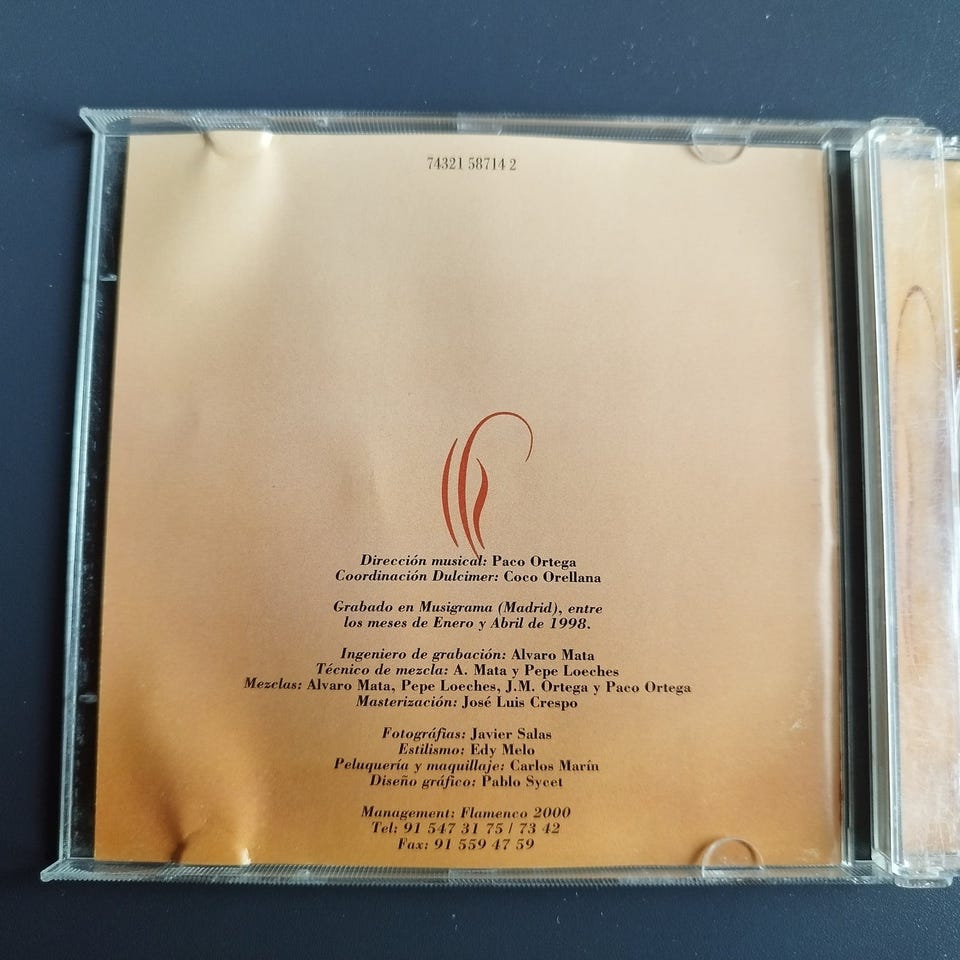 74321 58714 2
Dirección musical: Paco Ortega
Coordinación Dulcimer: Coco Orellana
Grabado en Musigrama (Madrid), entre
los meses de Enero y Abril de 1998.
Ingeniero de grabación: Alvaro Mata
Técnico de mezcla: A. Mata y Pepe Loeches
Mezclas: Alvaro Mata, Pepe Loeches, J.M. Ortega y Paco Ortega
Masterización: José Luis Crespo
Fotográfias: Javier Salas
Estilismo: Edy Melo
Peluquería y maquillaje: Carlos Marín
Diseño gráfico: Pablo Sycet
Management: Flamenco 2000
Tel: 91 547 31 75 / 73 42
Fax: 91 559 47 59